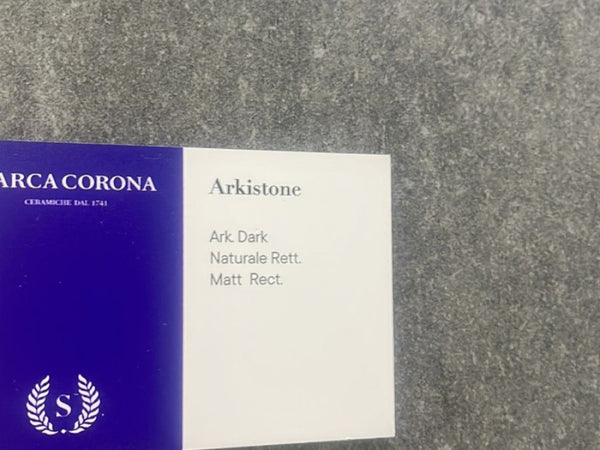 ARCA CORONA
CERAMICHE DAL 1741
S
Arkistone
Ark. Dark
Naturale Rett.
Matt Rect.